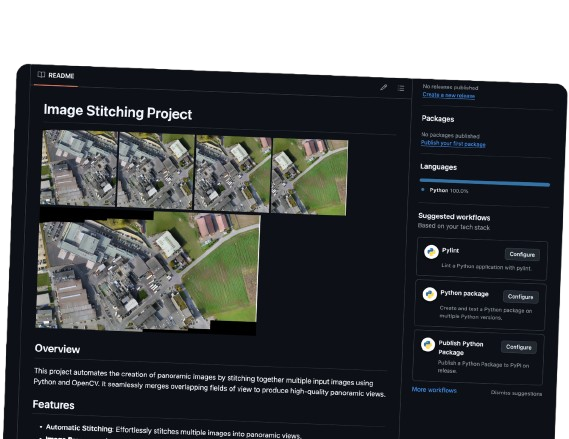 README
Image Stitching Project
Overview
This project automates the creation of panoramic images by stitching together multiple input images using
Python and OpenCV. It seamlessly merges overlapping fields of view to produce high-quality panoramic views.
Features
• Automatic Stitching: Effortlessly stitches multiple images into panoramic views.
No releases published
Create a new release
Packages
No packages published
Publish your first package
Languages
Python 100.0%
Suggested workflows
Based on your tech stack
Pylint
Configure
Lint a Python application with pylint.
Python package
Configure
Create and test a Python package on
multiple Python versions.
Publish Python
Package
Configure
Publish a Python Package to PyPI on
release.
More workflows
Dismiss suggestions